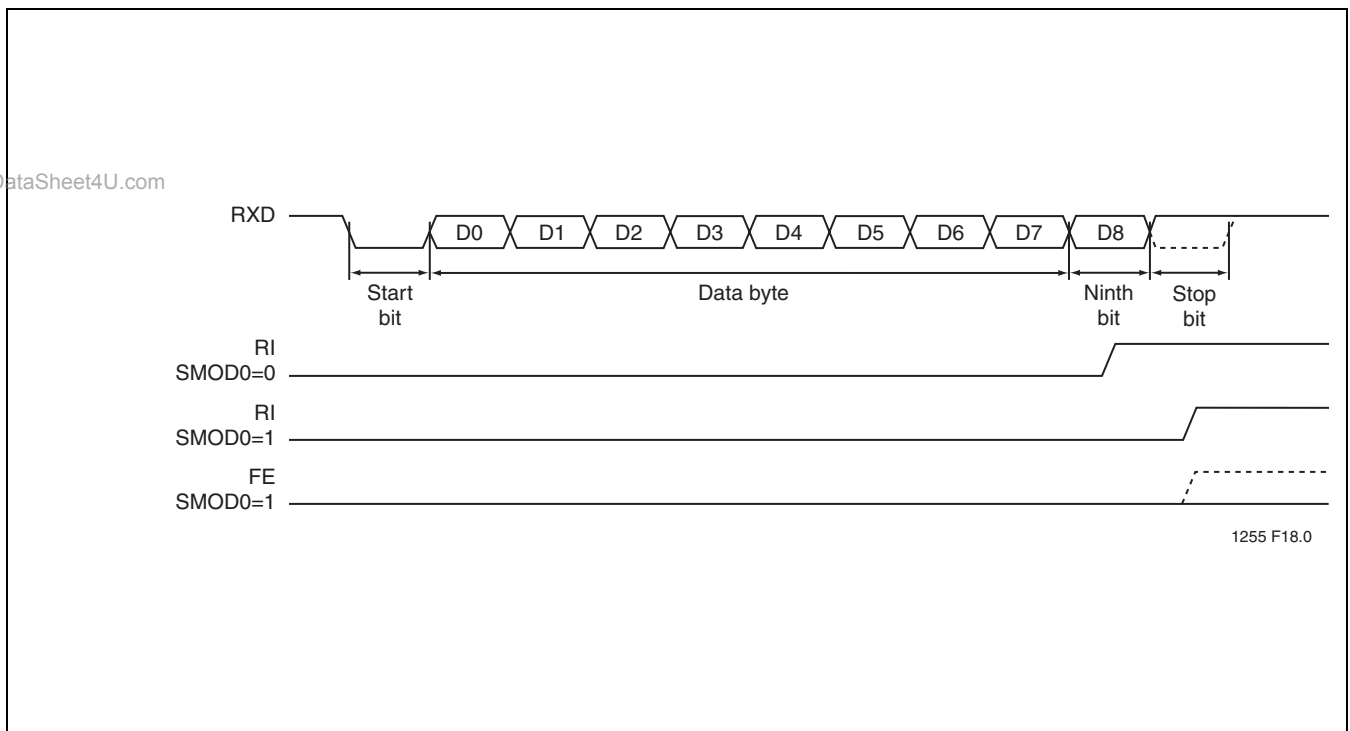 DataSheet4U.com
RXD
D0 D1 D2 D3 D4 D5 D6 D7 D8
Start
bit
Data byte
Ninth
bit
Stop
bit
RI
SMOD0=0
RI
SMOD0=1
FE
SMOD0=1
1255 F18.0